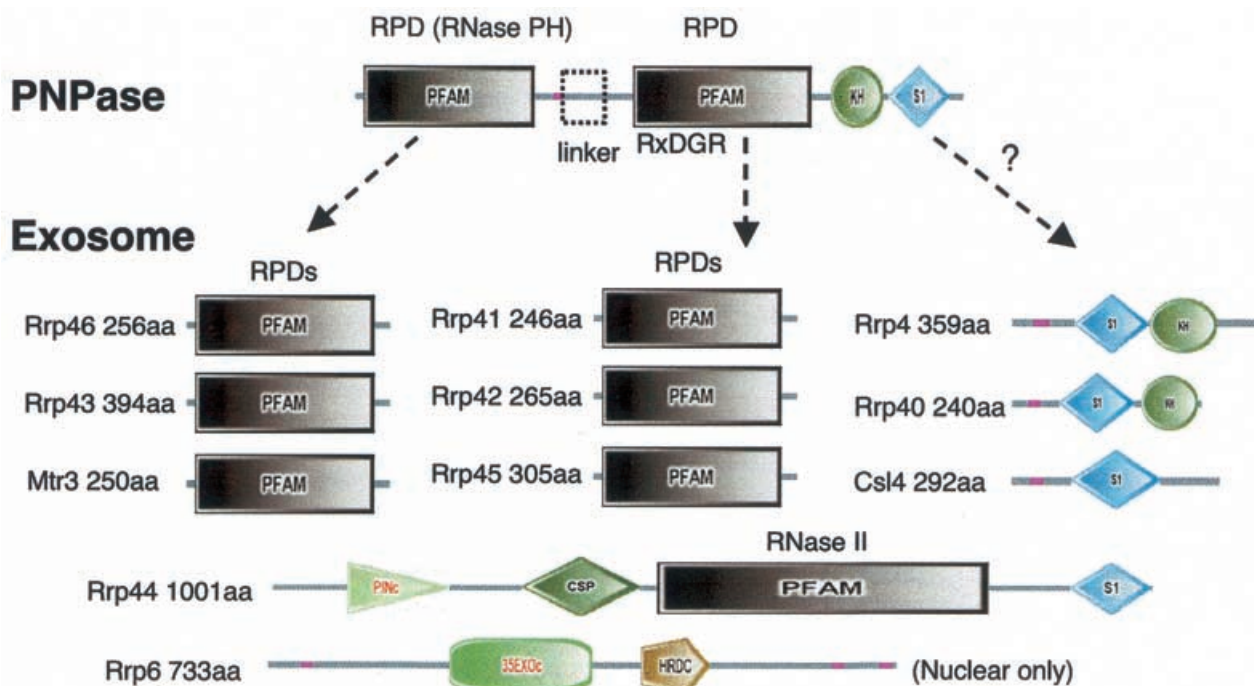 RPD (RNase PH) RPD
PNPase PFAM PFAM KH S1
linker RxDGR ?
Exosome
RPDs RPDs
Rrp46 256aa PFAM Rrp41 246aa PFAM Rrp4 359aa S1 KH
Rrp43 394aa PFAM Rrp42 265aa PFAM Rrp40 240aa S1 KH
Mtr3 250aa PFAM Rrp45 305aa PFAM Csl4 292aa S1
RNase II
Rrp44 1001aa PINc CSP PFAM S1
Rrp6 733aa 35EXOc HRDC (Nuclear only)